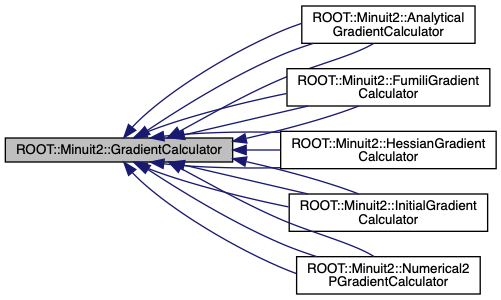 ROOT::Minuit2::Analytical
GradientCalculator
ROOT::Minuit2::FumiliGradient
Calculator
ROOT::Minuit2::GradientCalculator
ROOT::Minuit2::HessianGradient
Calculator
ROOT::Minuit2::InitialGradient
Calculator
ROOT::Minuit2::Numerical2
PGradientCalculator